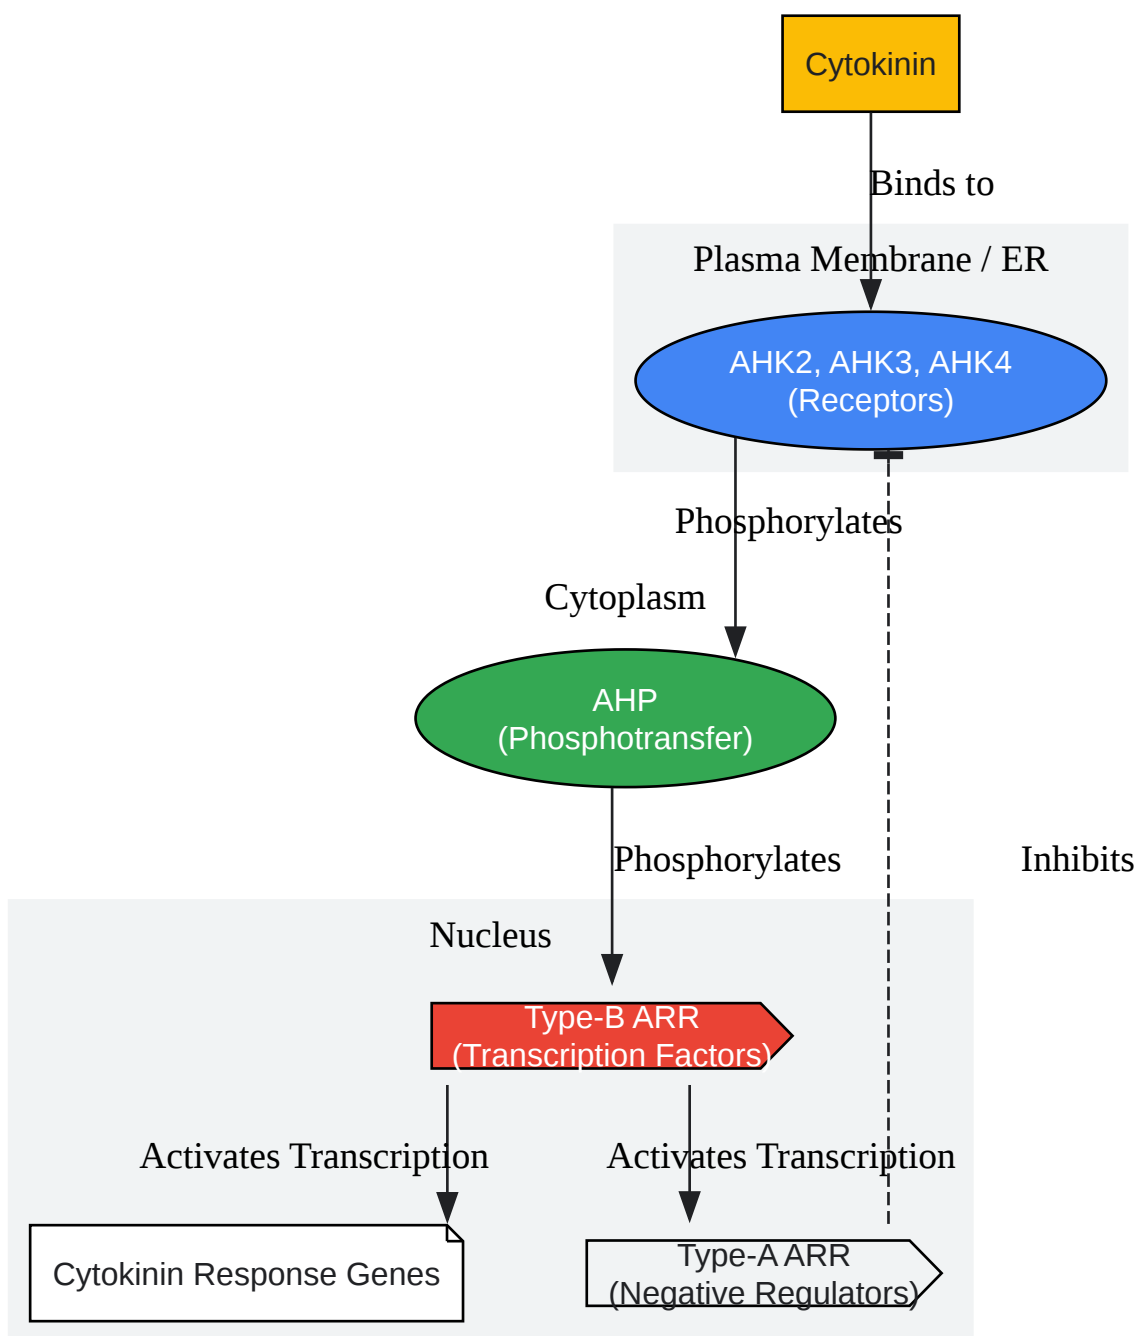 Cytokinin
Binds to
Plasma Membrane / ER
AHK2, AHK3, AHK4
(Receptors)
Phosphorylates
Cytoplasm
AHP
(Phosphotransfer)
Phosphorylates
Inhibits
Nucleus
Type-B ARR
(Transcription Factors)
Activates Transcription
Activates Transcription
Cytokinin Response Genes
Type-A ARR
(Negative Regulators)